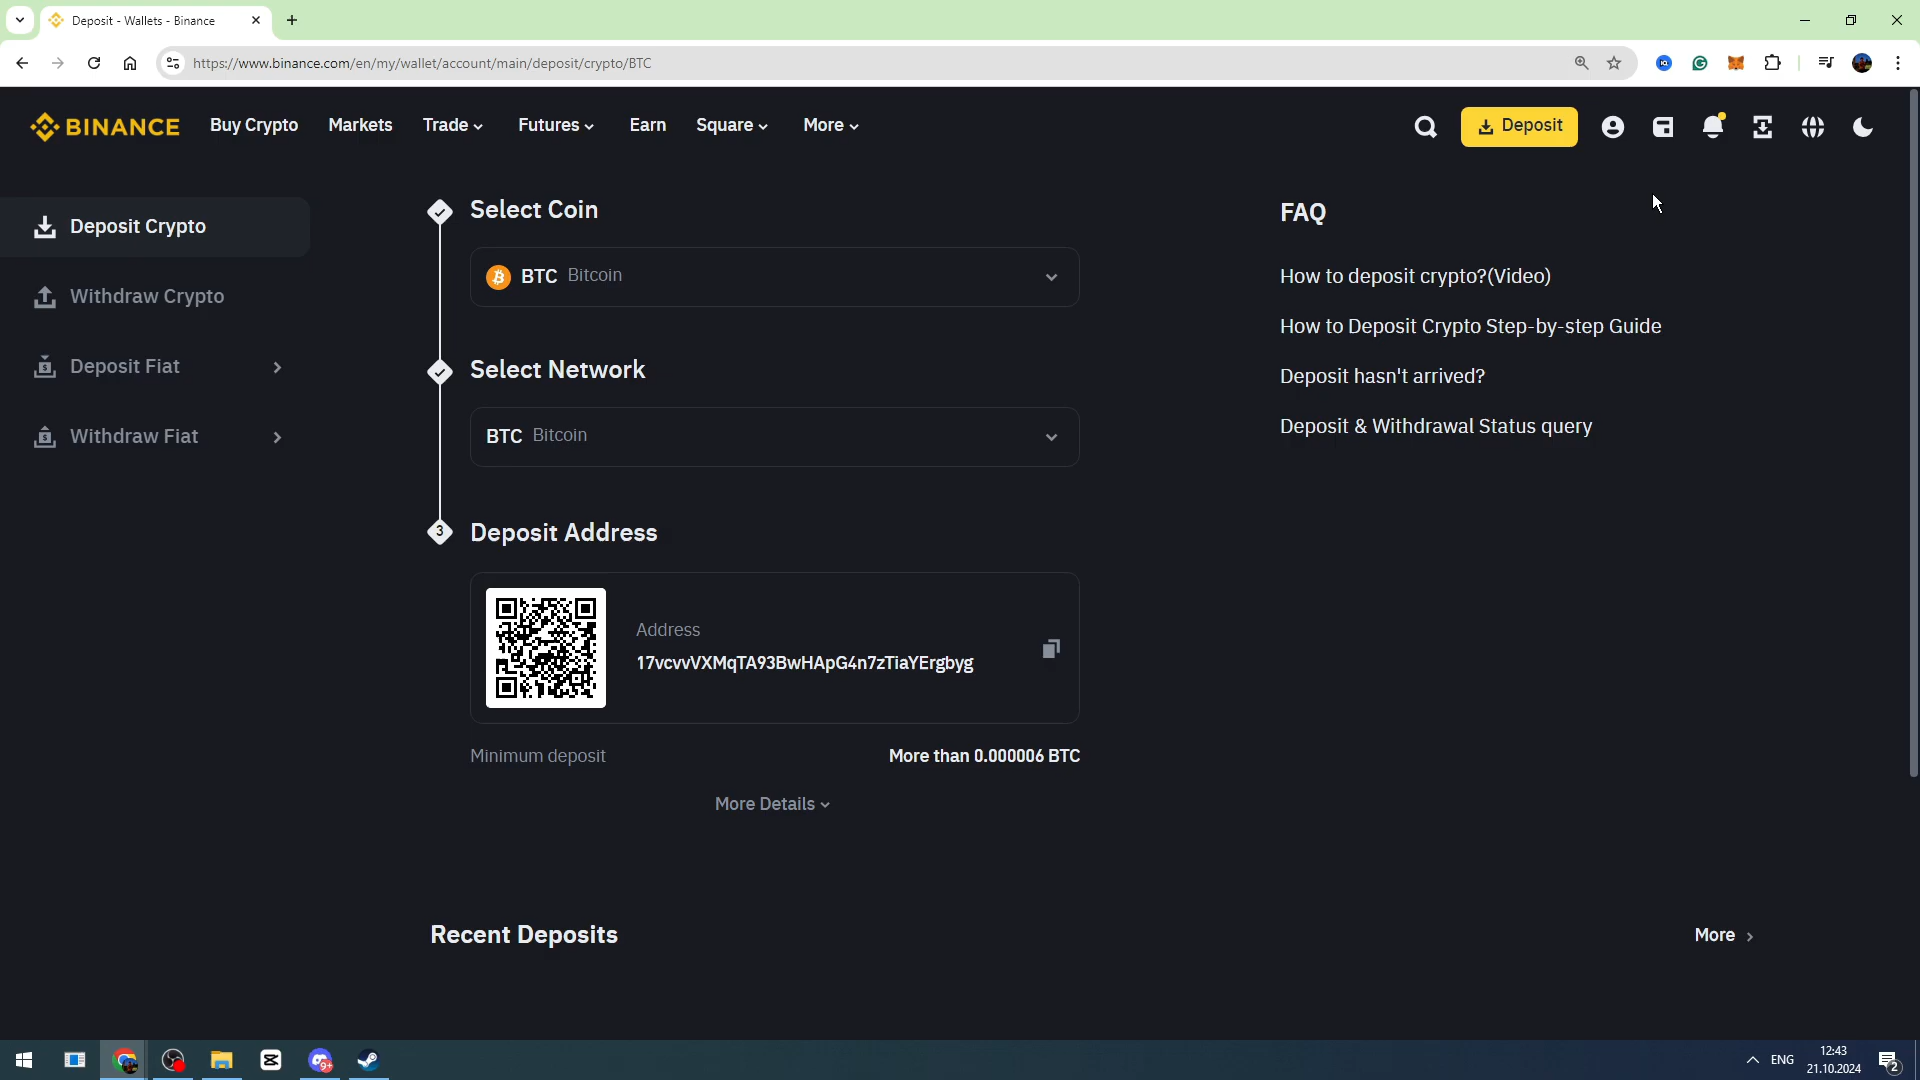 Deposit - Wallets - Binance
https://www.binance.com/en/my/wallet/account/main/deposit/crypto/BTC
BINANCE
Buy Crypto
Markets
Trade
Futures
Earn
Square
More
Deposit
Deposit Crypto
Withdraw Crypto
Deposit Fiat
Withdraw Fiat
Select Coin
BTC Bitcoin
Select Network
BTC Bitcoin
3
Deposit Address
Address
17vcvvVXMqTA93BwHApG4n7zTiaYErgbyg
Minimum deposit
More than 0.000006 BTC
More Details
FAQ
How to deposit crypto?(Video)
How to Deposit Crypto Step-by-step Guide
Deposit hasn't arrived?
Deposit & Withdrawal Status query
Recent Deposits
More
9+
ENG
12:43
21.10.2024
2